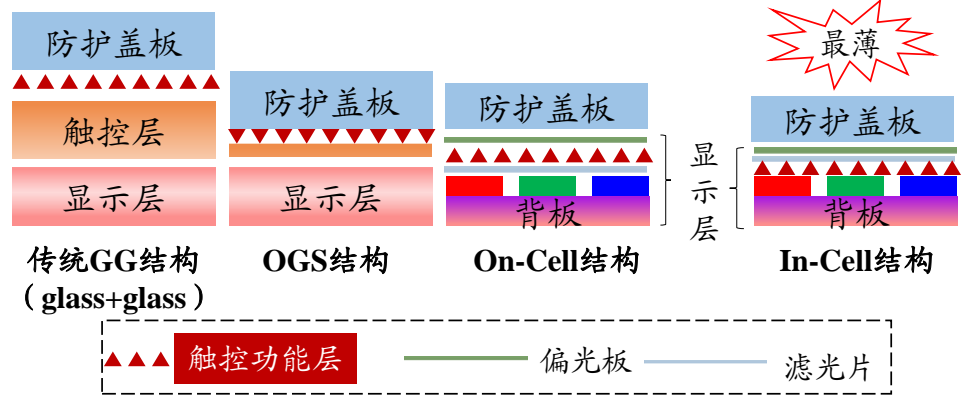 防护盖板
触控层
显示层
传统GG结构
（glass+glass）
防护盖板
显示层
OGS结构
防护盖板
背板
On-Cell结构
显示层
最薄
防护盖板
背板
In-Cell结构
触控功能层
偏光板
滤光片